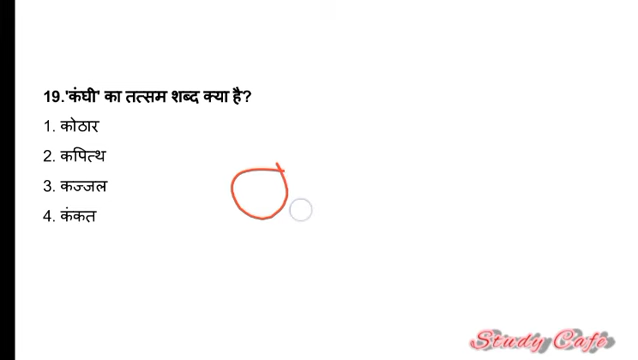 19.'कंघी' का तत्सम शब्द क्या है?
1. कोठार
2. कपित्थ
3. कज्जल
4. कंकत
Study Cafe